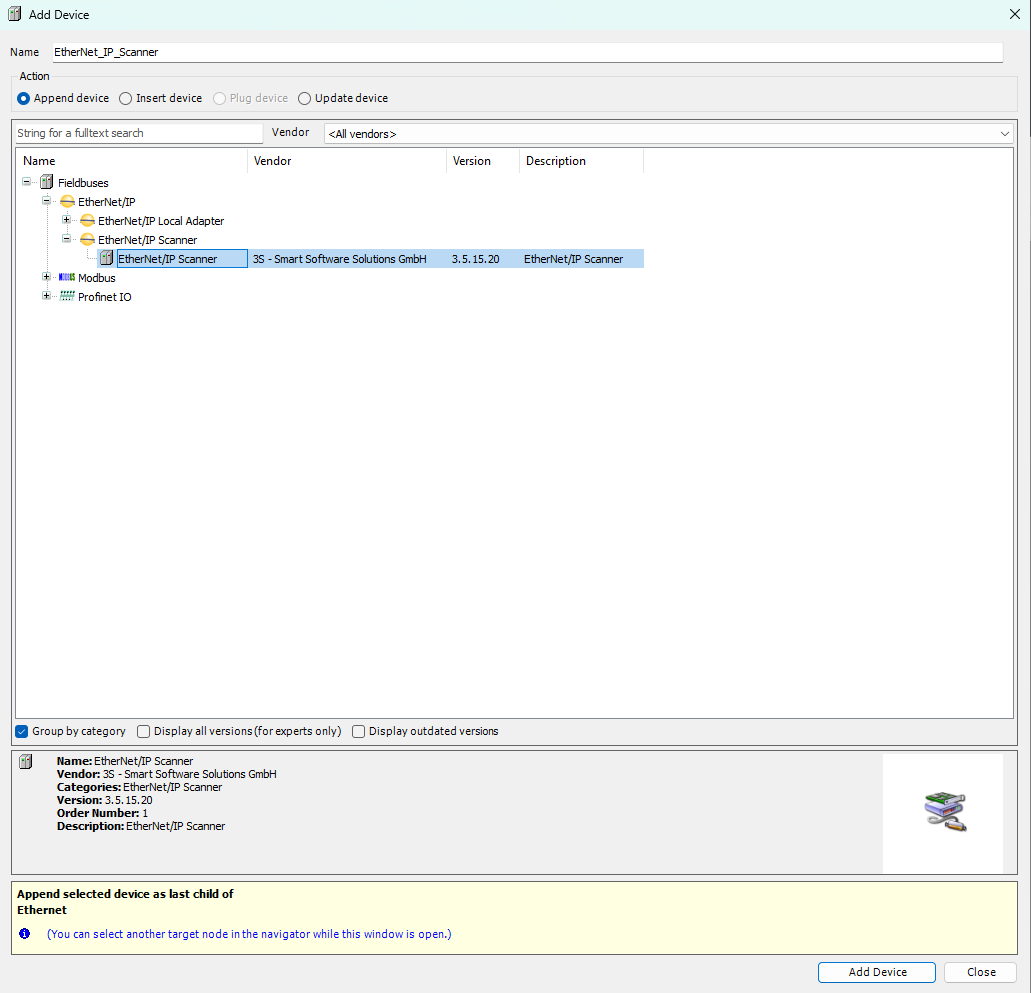 Add Device
Name EtherNet_IP_Scanner
Action
Append device Insert device Plug device Update device
String for a fulltext search Vendor <All vendors>
Name Vendor Version Description
Fieldbuses
EtherNet/IP
EtherNet/IP Local Adapter
EtherNet/IP Scanner
EtherNet/IP Scanner 3S - Smart Software Solutions GmbH 3.5.15.20 EtherNet/IP Scanner
Modbus
Profinet IO
Group by category Display all versions (for experts only) Display outdated versions
Name: EtherNet/IP Scanner
Vendor: 3S - Smart Software Solutions GmbH
Categories: EtherNet/IP Scanner
Version: 3.5.15.20
Order Number: 1
Description: EtherNet/IP Scanner
Append selected device as last child of
Ethernet
(You can select another target node in the navigator while this window is open.)
Add Device Close